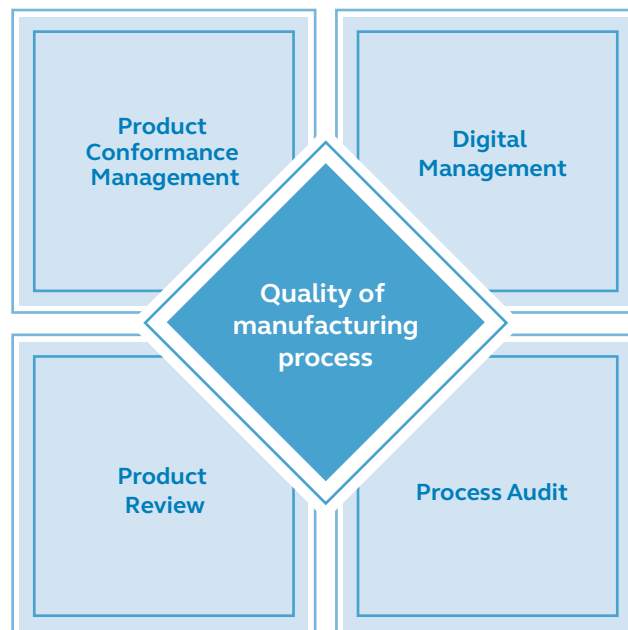 Product
Conformance
Management
Digital
Management
Quality of
manufacturing
process
Product
Review
Process Audit